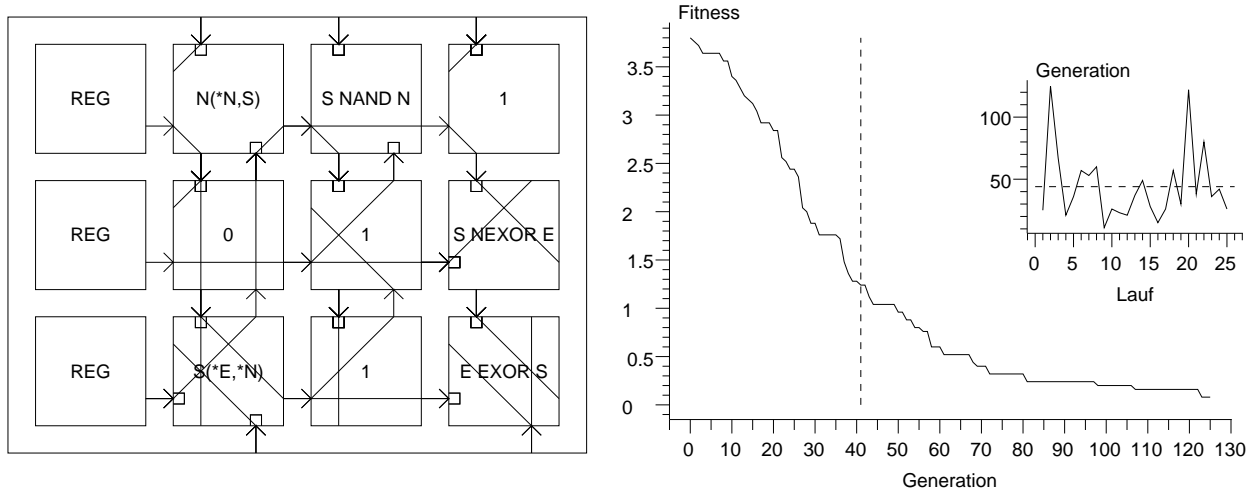 REG
N(*N,S)
S NAND N
1
REG
0
1
S NEXOR E
REG
S(*E,*N)
1
E EXOR S
Fitness
3.5
3
2.5
2
1.5
1
0.5
0
0 10 20 30 40 50 60 70 80 90 100 110 120 130
Generation
Generation
100
50
0 5 10 15 20 25
Lauf